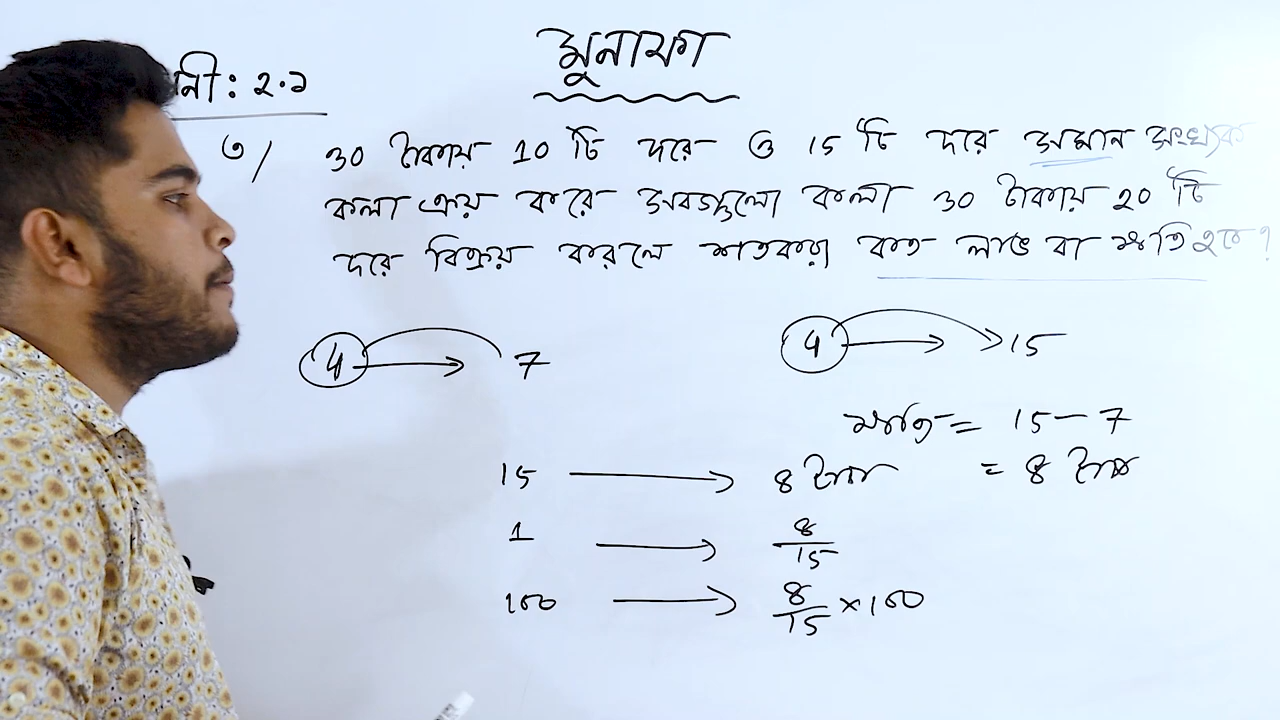 মুনাফা
নী: ২.১
৩/ 30 টাকায় 10 টি দরে ও 15 টি দরে সমান সংখ্যক
কলা ক্রয় করে সবগুলো কলা 30 টাকায় 20 টি
দরে বিক্রয় করলে শতকরা কত লাভ বা ক্ষতি হবে?
4 7 4 15
ক্ষতি = 15 - 7
15 8 টাকা = 8 টাকা
1 8/15
100 8/15 × 100